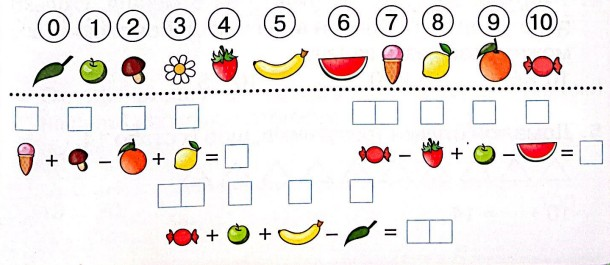 0 1 2 3 4 5 6 7 8 9 10
+ − + =
− + − =
+ + − =